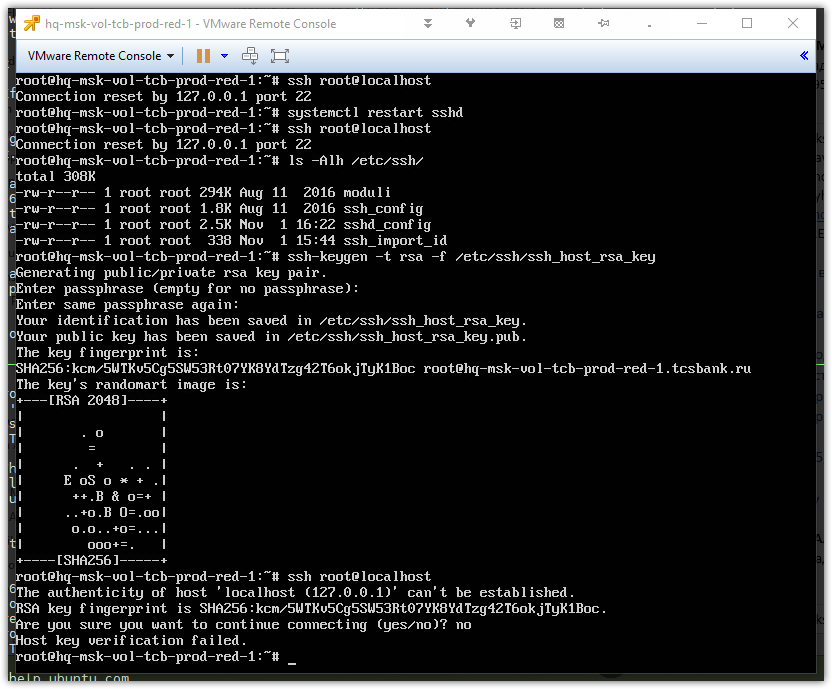 hq-msk-vol-tcb-prod-red-1 - VMware Remote Console
VMware Remote Console
root@hq-msk-vol-tcb-prod-red-1:~# ssh root@localhost
Connection reset by 127.0.0.1 port 22
root@hq-msk-vol-tcb-prod-red-1:~# systemctl restart sshd
root@hq-msk-vol-tcb-prod-red-1:~# ssh root@localhost
Connection reset by 127.0.0.1 port 22
root@hq-msk-vol-tcb-prod-red-1:~# ls -Alh /etc/ssh/
total 308K
-rw-r--r-- 1 root root 294K Aug 11  2016 moduli
-rw-r--r-- 1 root root 1.8K Aug 11  2016 ssh_config
-rw-r--r-- 1 root root 2.5K Nov  1 16:22 sshd_config
-rw-r--r-- 1 root root  338 Nov  1 15:44 ssh_import_id
root@hq-msk-vol-tcb-prod-red-1:~# ssh-keygen -t rsa -f /etc/ssh/ssh_host_rsa_key
Generating public/private rsa key pair.
Enter passphrase (empty for no passphrase):
Enter same passphrase again:
Your identification has been saved in /etc/ssh/ssh_host_rsa_key.
Your public key has been saved in /etc/ssh/ssh_host_rsa_key.pub.
The key fingerprint is:
SHA256:kcm/5WTKv5Cg5SW53Rt07YK8YdTzg42T6okjTyK1Boc root@hq-msk-vol-tcb-prod-red-1.tcsbank.ru
The key's randomart image is:
+---[RSA 2048]----+
|                 |
|       . o       |
|        =        |
|      .  +   . . |
|     E oS o * + .|
|      ++.B & o=+ |
|     ..+o.B O=.oo|
|      o.o..+o=...|
|        ooo+=.   |
+----[SHA256]-----+
root@hq-msk-vol-tcb-prod-red-1:~# ssh root@localhost
The authenticity of host 'localhost (127.0.0.1)' can't be established.
RSA key fingerprint is SHA256:kcm/5WTKv5Cg5SW53Rt07YK8YdTzg42T6okjTyK1Boc.
Are you sure you want to continue connecting (yes/no)? no
Host key verification failed.
root@hq-msk-vol-tcb-prod-red-1:~# _
help.ubuntu.com